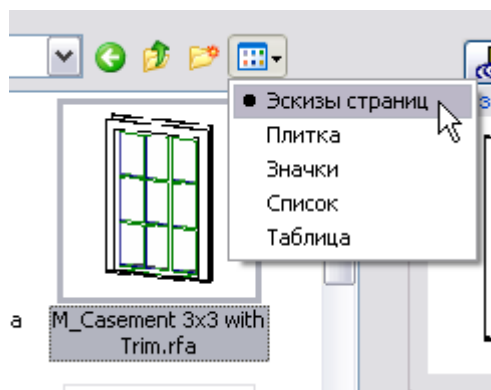 Эскизы страниц
Плитка
Значки
Список
Таблица
а
M_Casement 3x3 with
Trim.rfa